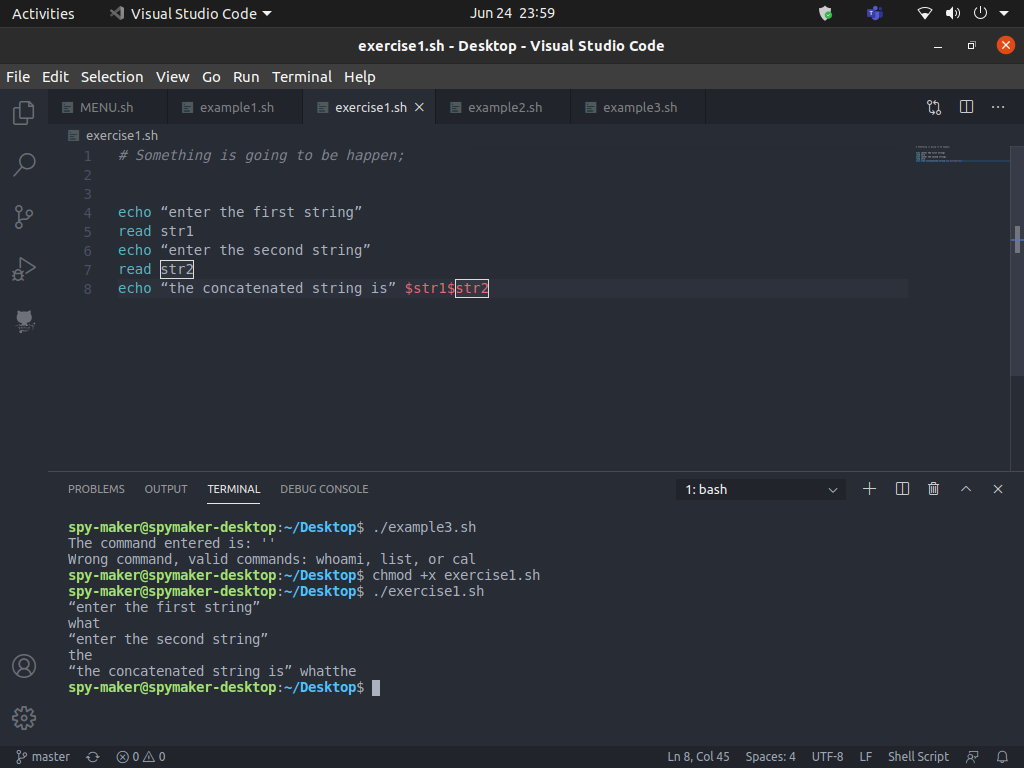 Activities Visual Studio Code Jun 24 23:59
exercise1.sh - Desktop - Visual Studio Code
File Edit Selection View Go Run Terminal Help
MENU.sh example1.sh exercise1.sh example2.sh example3.sh
exercise1.sh
1 # Something is going to be happen;
2
3
4 echo “enter the first string”
5 read str1
6 echo “enter the second string”
7 read str2
8 echo “the concatenated string is” $str1$str2
PROBLEMS OUTPUT TERMINAL DEBUG CONSOLE 1: bash
spy-maker@spymaker-desktop:~/Desktop$ ./example3.sh
The command entered is: ''
Wrong command, valid commands: whoami, list, or cal
spy-maker@spymaker-desktop:~/Desktop$ chmod +x exercise1.sh
spy-maker@spymaker-desktop:~/Desktop$ ./exercise1.sh
“enter the first string”
what
“enter the second string”
the
“the concatenated string is” whatthe
spy-maker@spymaker-desktop:~/Desktop$
master 0 0 Ln 8, Col 45 Spaces: 4 UTF-8 LF Shell Script